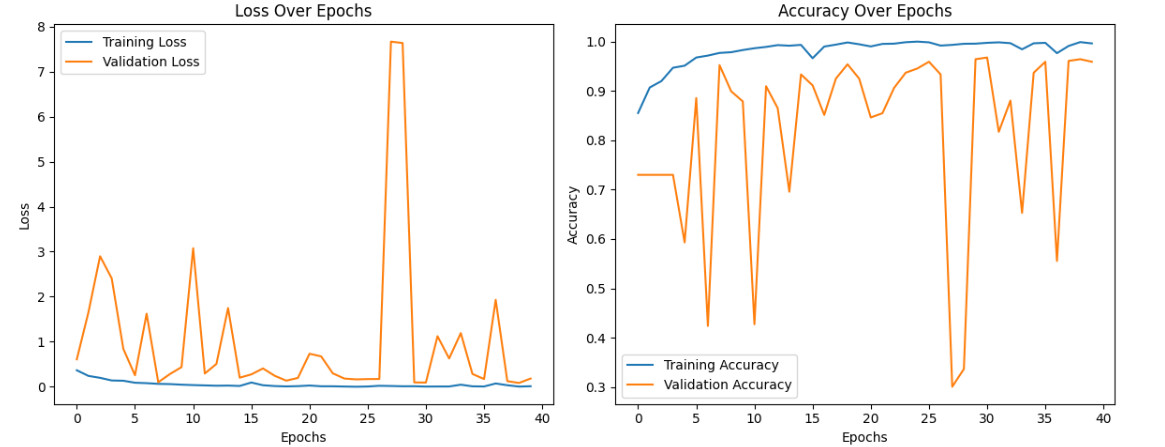 Loss Over Epochs
Training Loss
Validation Loss
8
7
6
5
4
3
2
1
0
Loss
0 5 10 15 20 25 30 35 40
Epochs
Accuracy Over Epochs
1.0
0.9
0.8
0.7
0.6
0.5
0.4
0.3
Accuracy
Training Accuracy
Validation Accuracy
0 5 10 15 20 25 30 35 40
Epochs